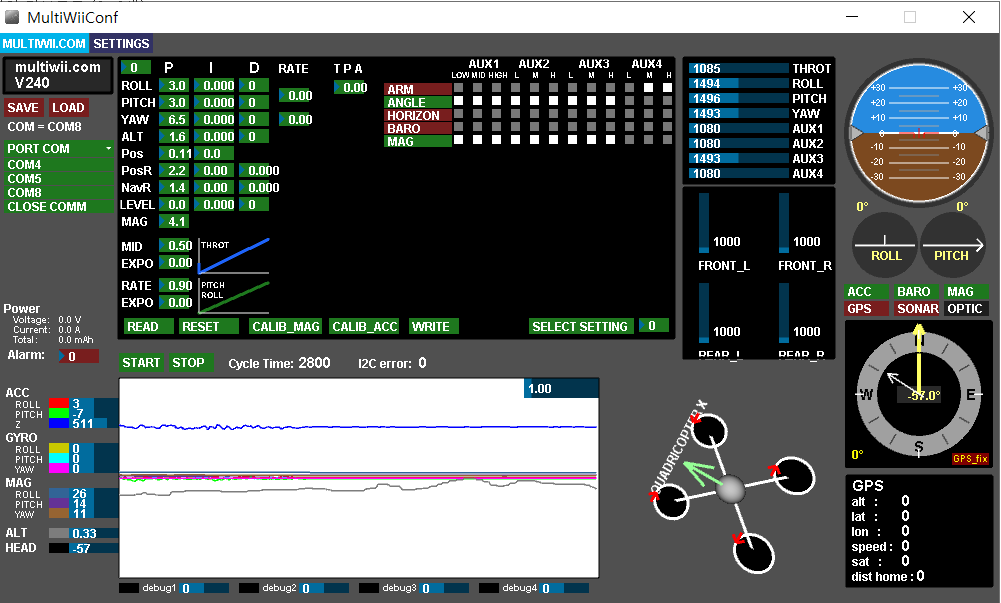 MultiWiiConf
MULTIWII.COM SETTINGS
multiwii.com
V240
SAVE LOAD
COM = COM8
PORT COM
COM4
COM5
COM8
CLOSE COMM
0 P I D RATE T P A
ROLL 3.0 0.000 0 0.00 0.00
PITCH 3.0 0.000 0
YAW 6.5 0.000 0 0.00
ALT 1.6 0.000 0
Pos 0.11 0.0
PosR 2.2 0.00 0.000
NavR 1.4 0.00 0.000
LEVEL 0.0 0.000 0
MAG 4.1
MID 0.50 THROT
EXPO 0.00
RATE 0.90 PITCH
ROLL
EXPO 0.00
READ RESET CALIB_MAG CALIB_ACC WRITE SELECT SETTING 0
AUX1 AUX2 AUX3 AUX4
LOW MID HIGH L M H L M H L M H
ARM
ANGLE
HORIZON
BARO
MAG
1085 THROT
1494 ROLL
1496 PITCH
1493 YAW
1080 AUX1
1080 AUX2
1493 AUX3
1080 AUX4
1000 1000
FRONT_L FRONT_R
1000 1000
REAR_L REAR_R
+30 +30
+20 +20
+10 +10
0 0
-10 -10
-20 -20
-30 -30
0° 0°
ROLL PITCH
ACC BARO MAG
GPS SONAR OPTIC
N
W -57.0° E
S
0° GPS_fix
GPS
alt : 0
lat : 0
lon : 0
speed : 0
sat : 0
dist home : 0
Power
Voltage: 0.0 V
Current: 0.0 A
Total: 0.0 mAh
Alarm: 0
START STOP Cycle Time: 2800 I2C error: 0
1.00
ACC
ROLL 3
PITCH -7
Z 511
GYRO
ROLL 0
PITCH 0
YAW 0
MAG
ROLL 26
PITCH 14
YAW 11
ALT 0.33
HEAD -57
QUADRICOPTER X
debug1 0 debug2 0 debug3 0 debug4 0